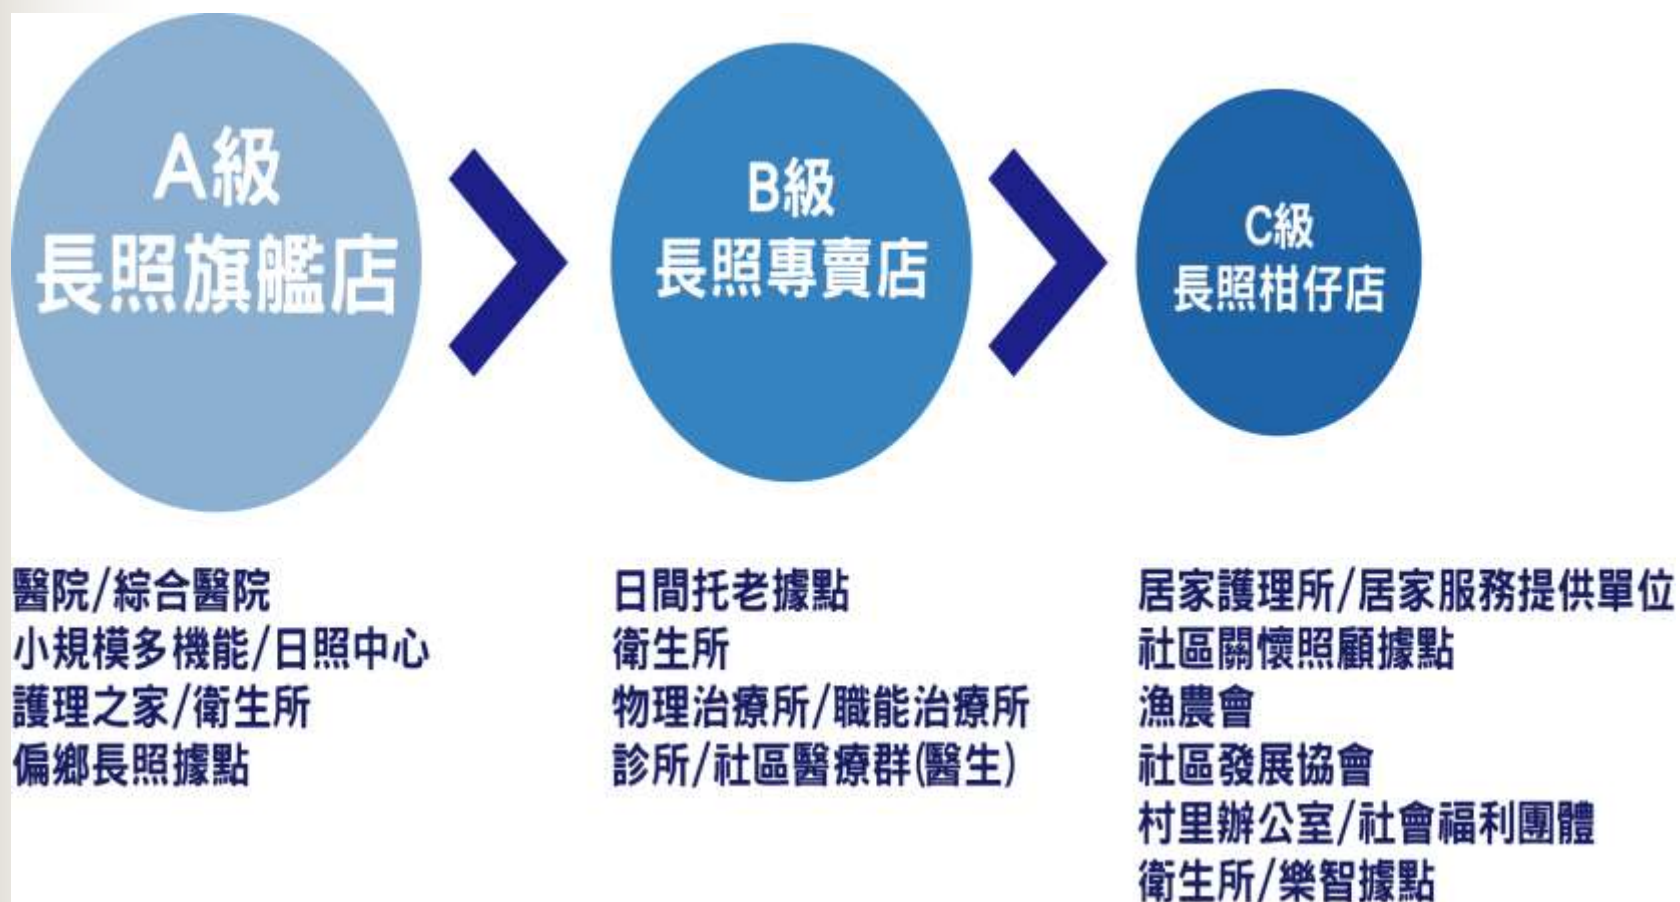 A級
長照旗艦店
B級
長照專賣店
C級
長照柑仔店
醫院/綜合醫院
小規模多機能/日照中心
護理之家/衛生所
偏鄉長照據點
日間托老據點
衛生所
物理治療所/職能治療所
診所/社區醫療群(醫生)
居家護理所/居家服務提供單位
社區關懷照顧據點
漁農會
社區發展協會
村里辦公室/社會福利團體
衛生所/樂智據點